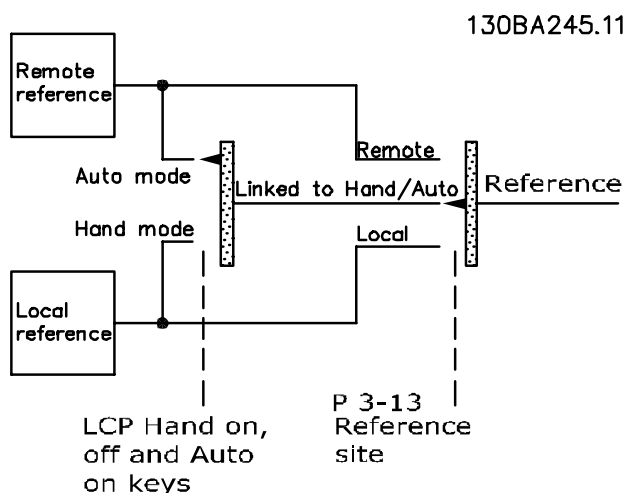 130BA245.11
Remote
reference
Remote
Auto mode
Linked to Hand/Auto
Reference
Hand mode
Local
Local
reference
LCP Hand on,
off and Auto
on keys
P 3-13
Reference
site